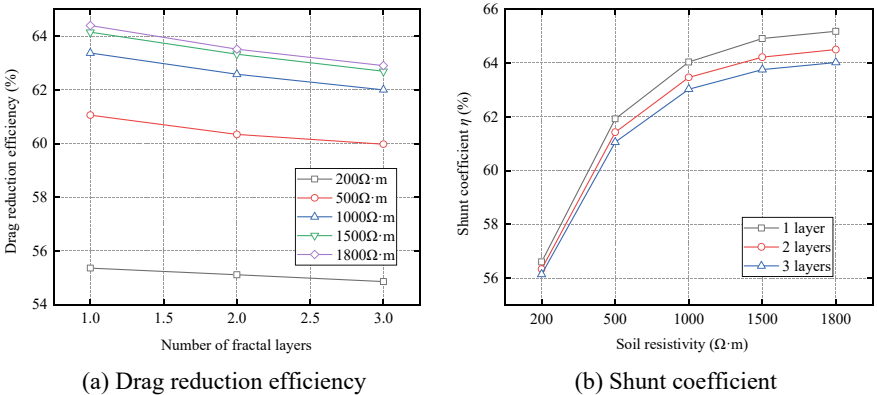 Drag reduction efficiency (%)
64
62
60
58
56
54
200Ω·m
500Ω·m
1000Ω·m
1500Ω·m
1800Ω·m
1.0 1.5 2.0 2.5 3.0
Number of fractal layers
(a) Drag reduction efficiency
Shunt coefficient η (%)
66
64
62
60
58
56
1 layer
2 layers
3 layers
200 500 1000 1500 1800
Soil resistivity (Ω·m)
(b) Shunt coefficient